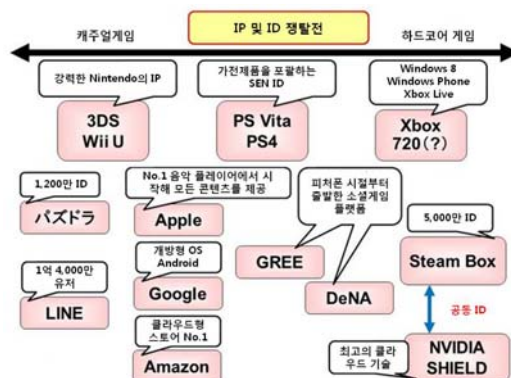 IP 및 ID 쟁탈전
캐주얼게임
하드코어 게임
강력한 Nintendo의 IP
3DS
Wii U
가전제품을 포괄하는
SEN ID
PS Vita
PS4
Windows 8
Windows Phone
Xbox Live
Xbox
720(?)
1,200만 ID
パズドラ
No.1 음악 플레이어에서 시
작해 모든 콘텐츠를 제공
Apple
피처폰 시절부터
출발한 소셜게임
플랫폼
GREE
DeNA
5,000만 ID
Steam Box
개방형 OS
Android
Google
1억 4,000만
유저
LINE
클라우드형
스토어 No.1
Amazon
공동 ID
최고의 클라
우드 기술
NVIDIA
SHIELD